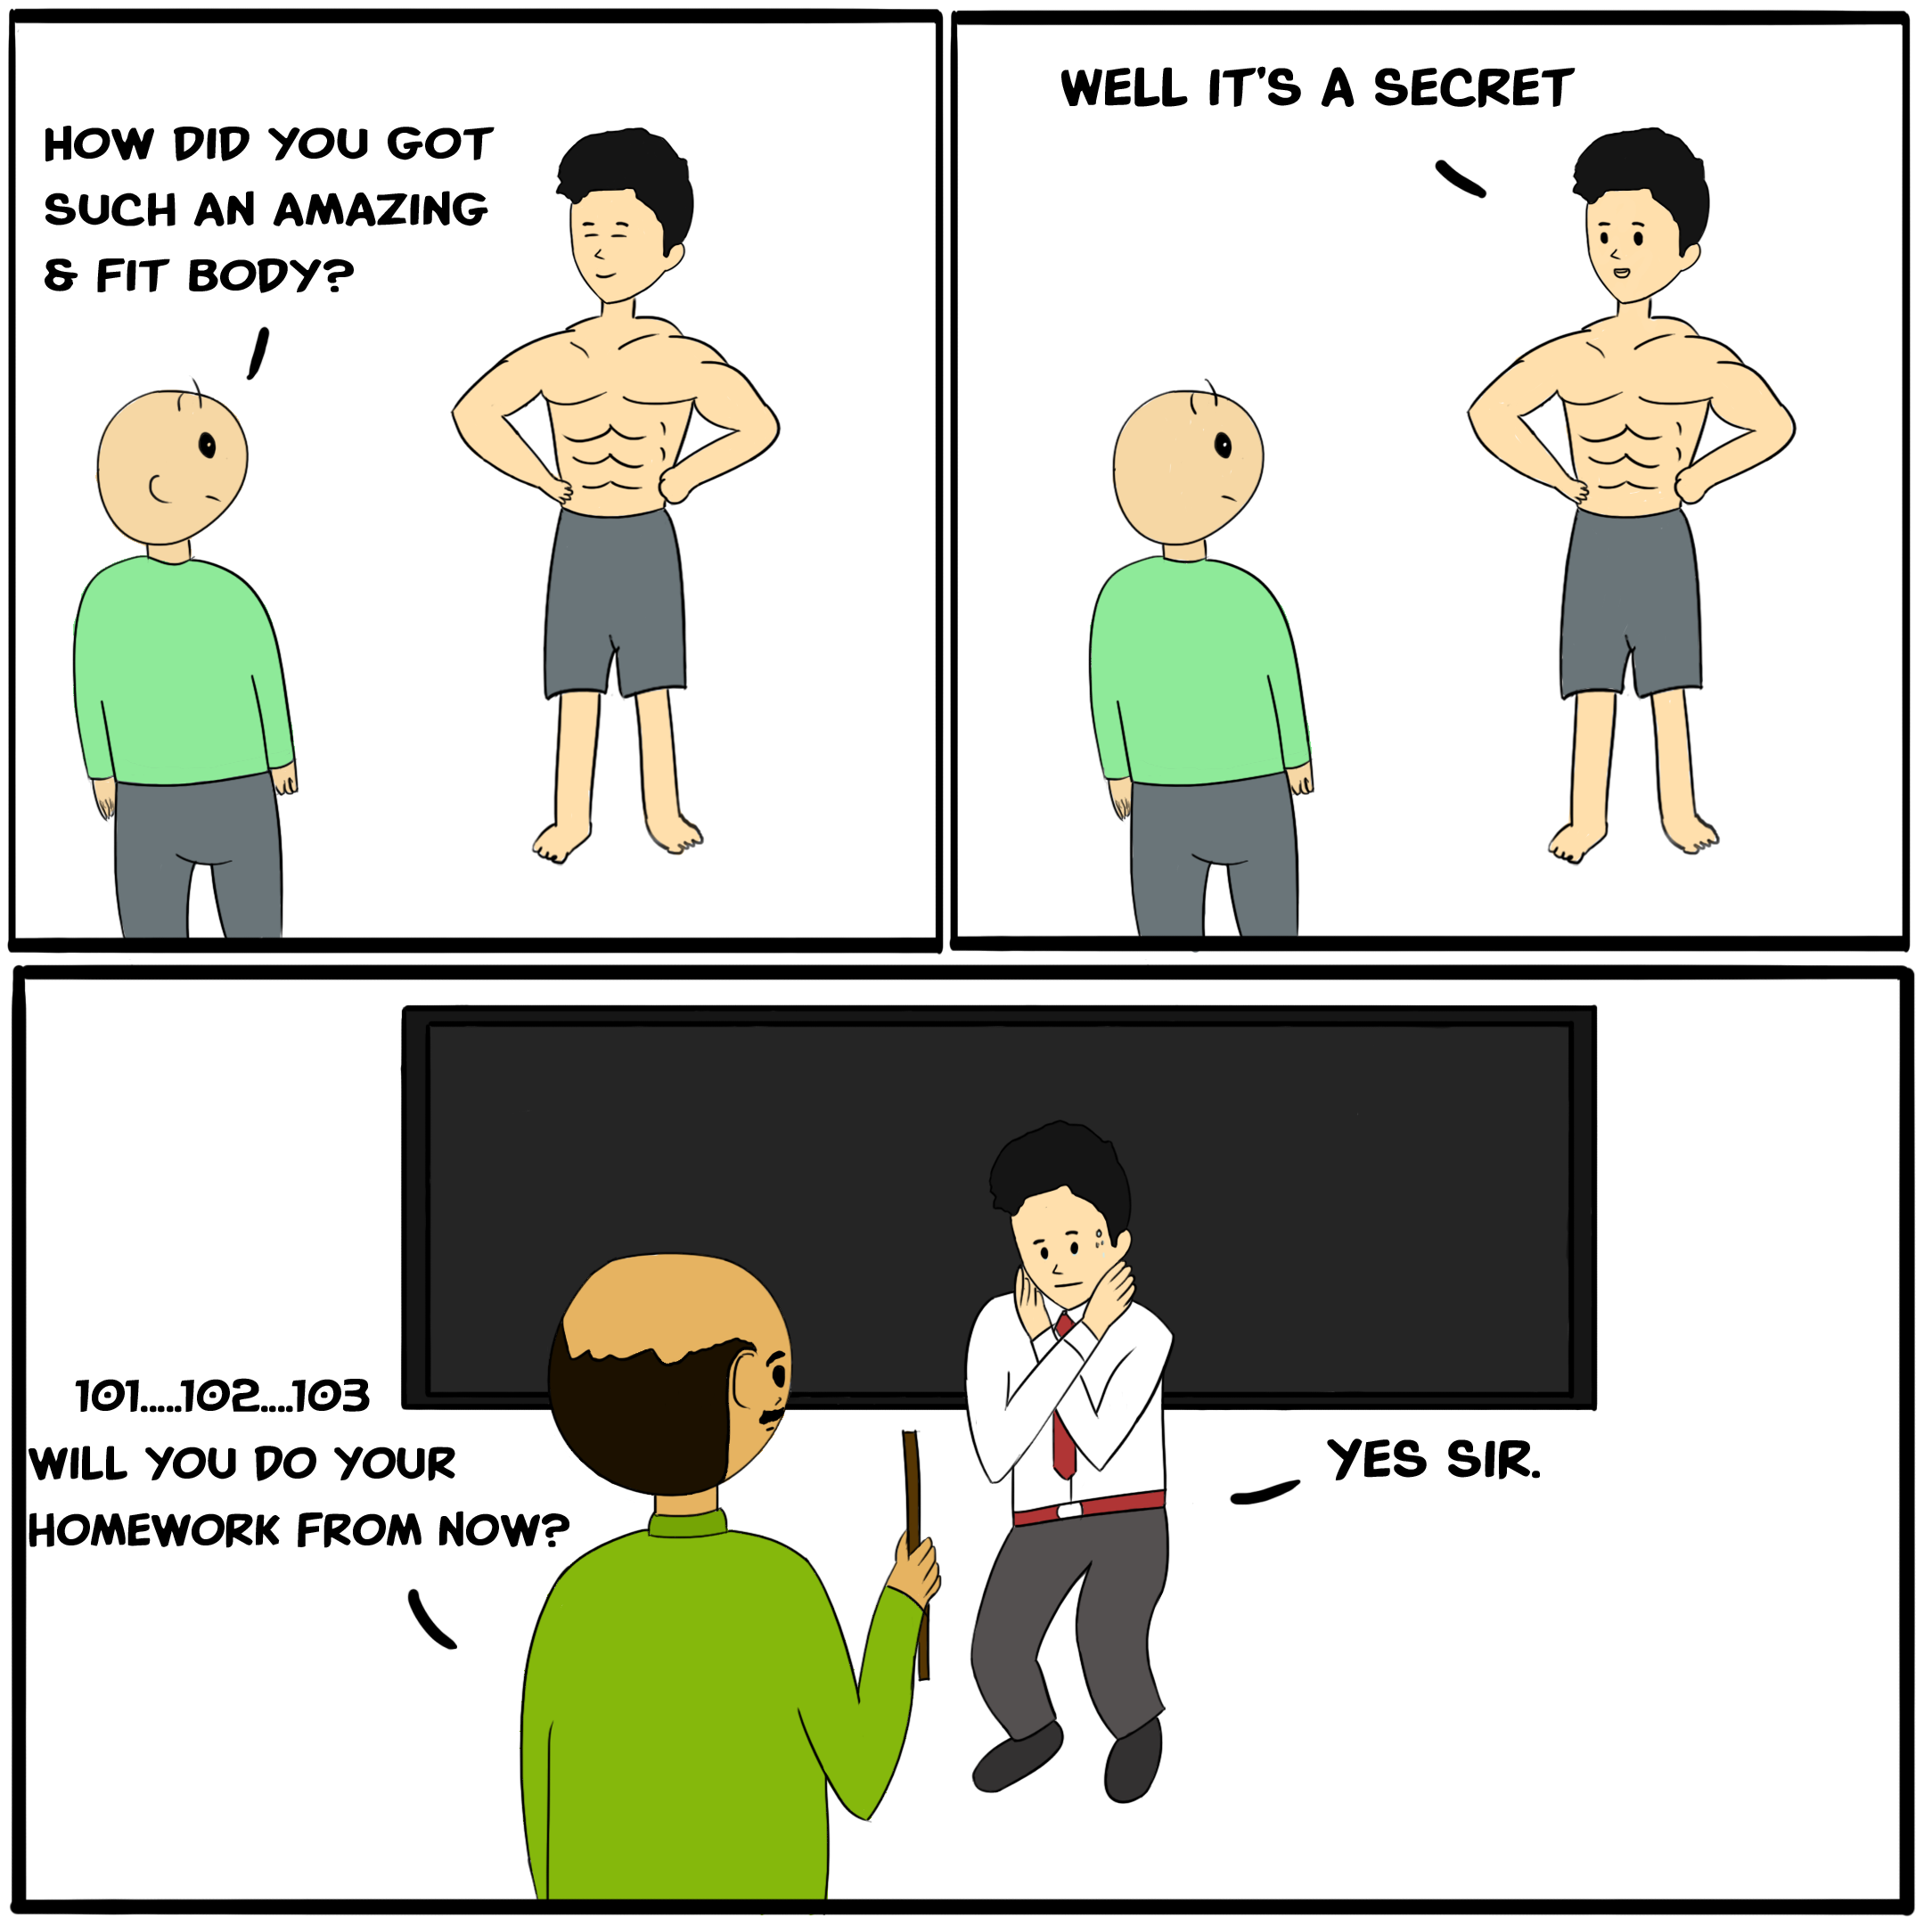 HOW DID YOU GOT
SUCH AN AMAZING
& FIT BODY?
WELL IT'S A SECRET
101......102.....103
WILL YOU DO YOUR
HOMEWORK FROM NOW?
YES SIR.